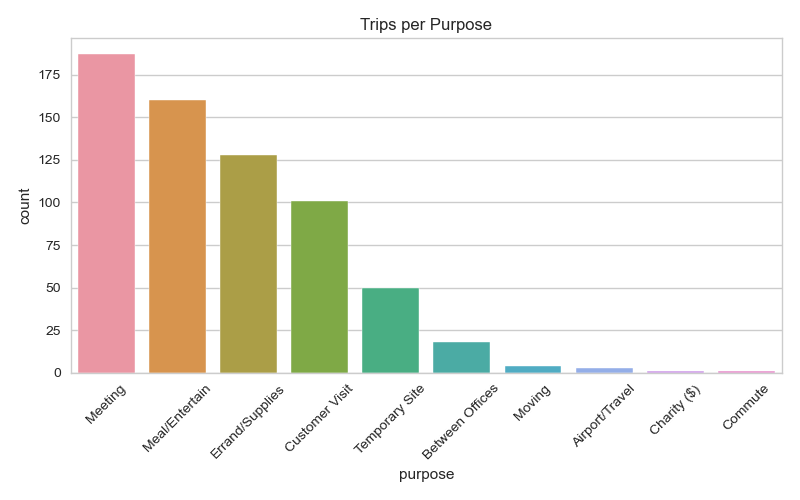 Trips per Purpose
count
175
150
125
100
75
50
25
0
Meeting
Meal/Entertain
Errand/Supplies
Customer Visit
Temporary Site
Between Offices
Moving
Airport/Travel
Charity ($)
Commute
purpose